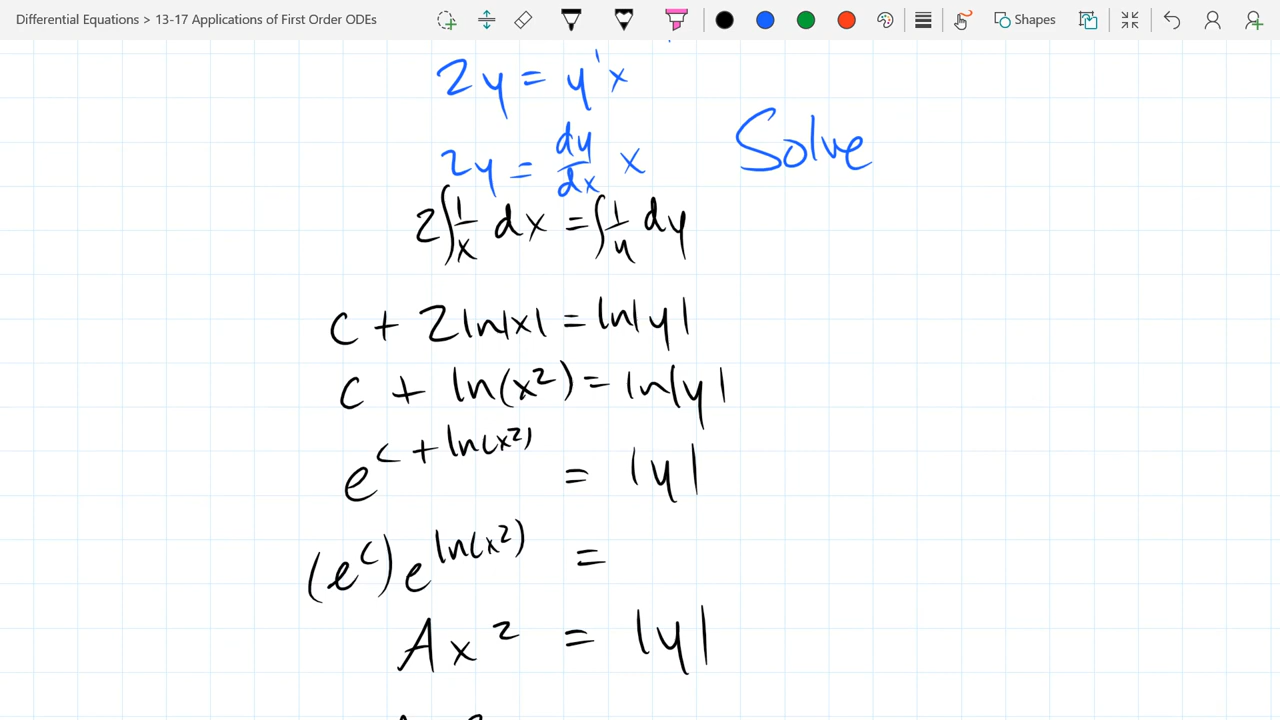 Differential Equations > 13-17 Applications of First Order ODEs
Shapes
2y = y'x
2y = dy/dx x
Solve
2∫1/x dx = ∫1/y dy
c + 2ln|x| = ln|y|
c + ln(x²) = ln|y|
e^(c + ln(x²)) = |y|
(e^c)e^(ln(x²)) =
Ax² = |y|